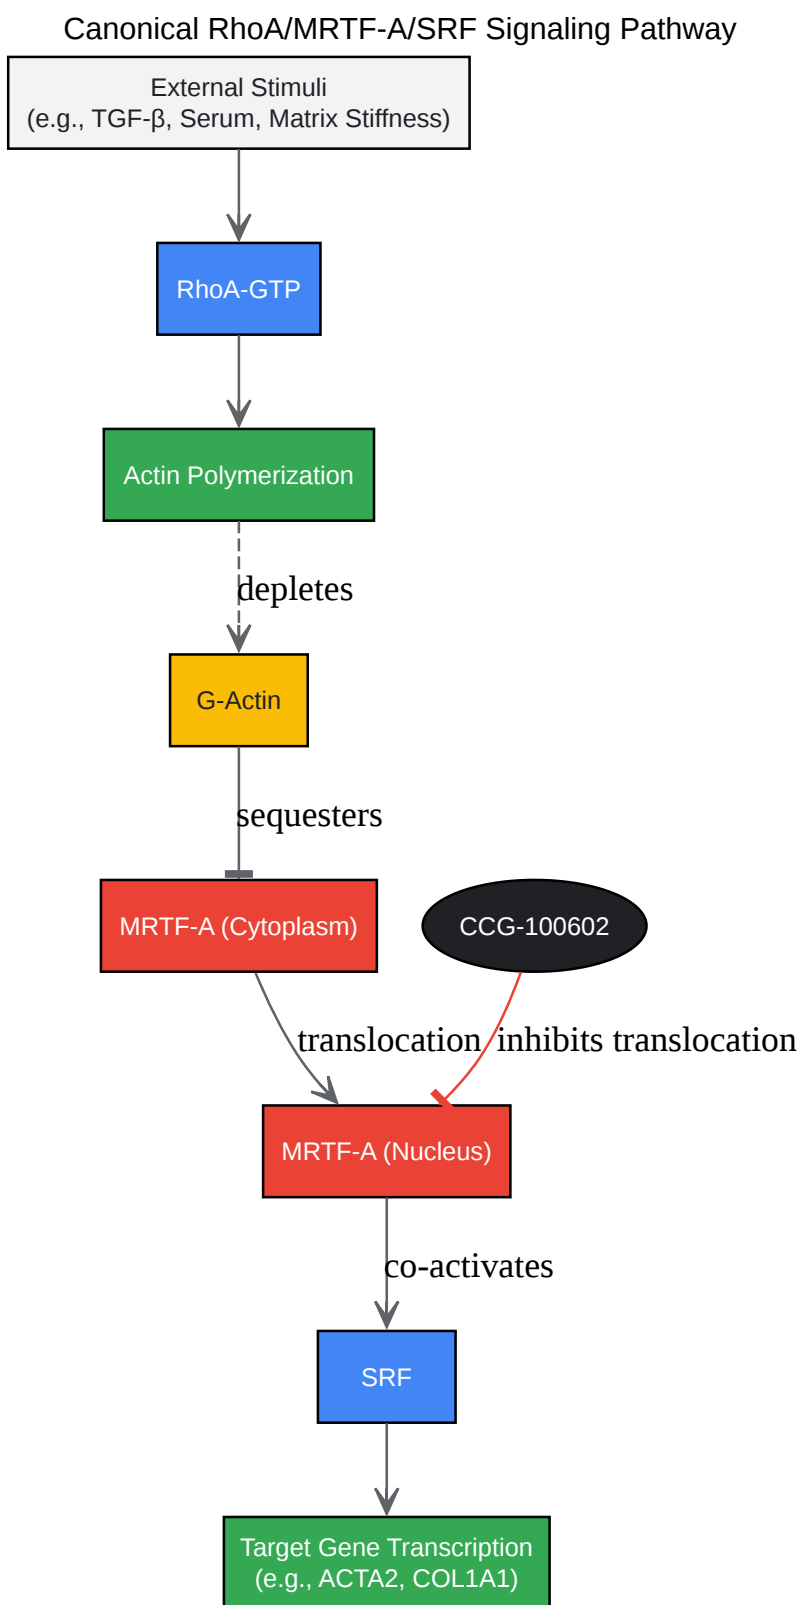 Canonical RhoA/MRTF-A/SRF Signaling Pathway
External Stimuli
(e.g., TGF-β, Serum, Matrix Stiffness)
RhoA-GTP
Actin Polymerization
depletes
G-Actin
sequesters
MRTF-A (Cytoplasm)
CCG-100602
translocation
inhibits translocation
MRTF-A (Nucleus)
co-activates
SRF
Target Gene Transcription
(e.g., ACTA2, COL1A1)